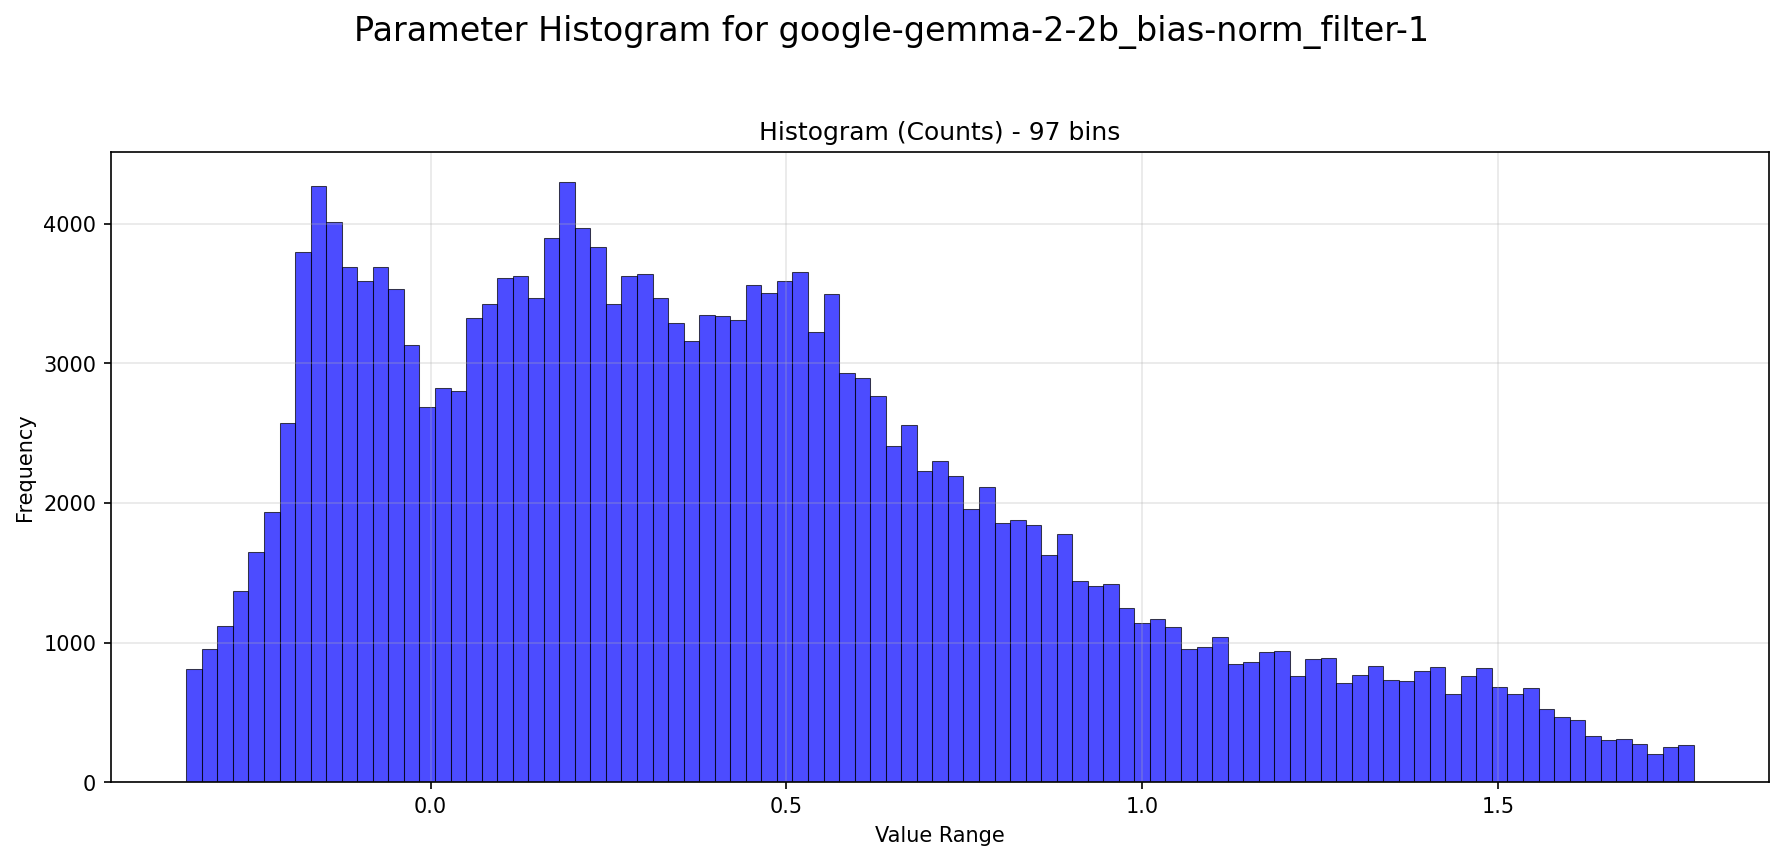 Parameter Histogram for google-gemma-2-2b_bias-norm_filter-1
Histogram (Counts) - 97 bins
Frequency
4000
3000
2000
1000
0
0.0
0.5
1.0
1.5
Value Range